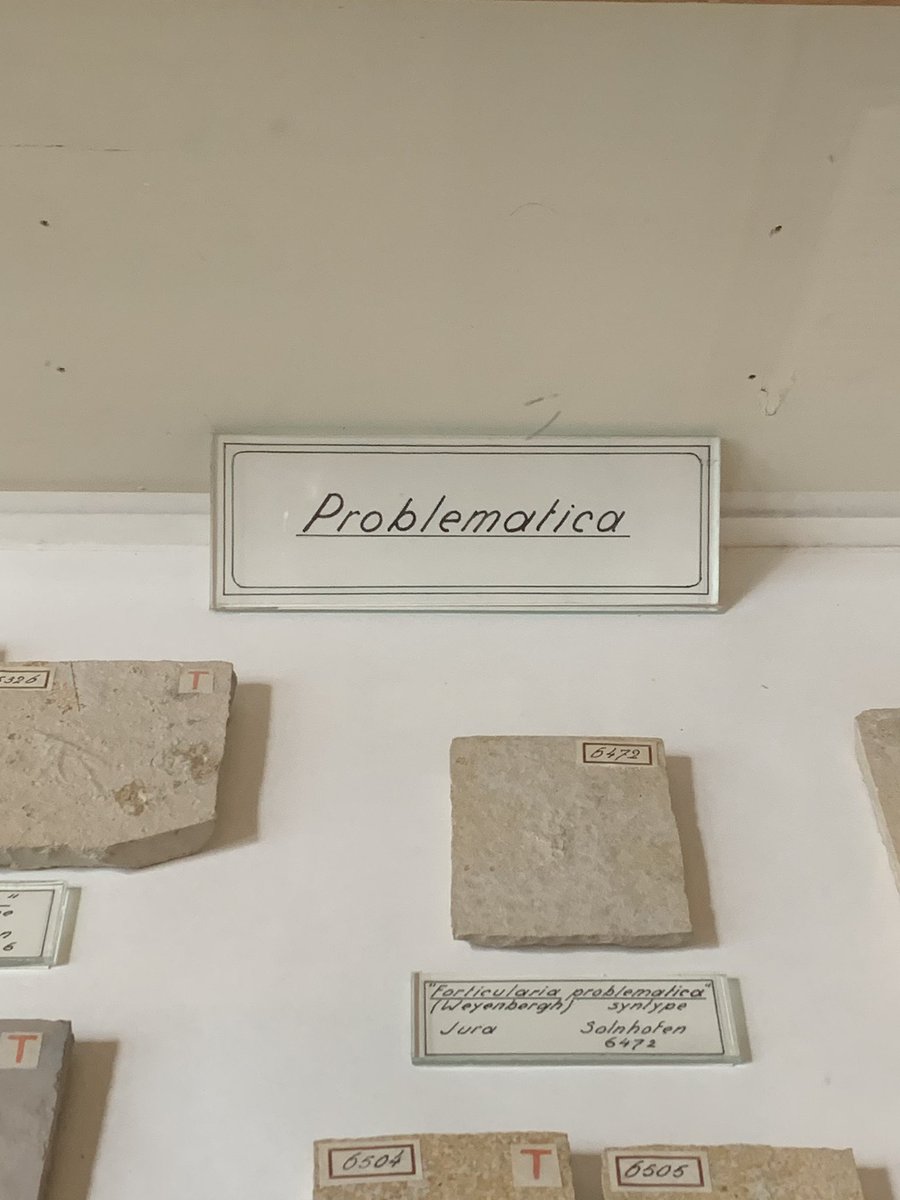 Problematica
T
6472
"Forticularia problematica"
(Weyenbergh) syntype
Jura Solnhofen
6472
T
6504
T
6505